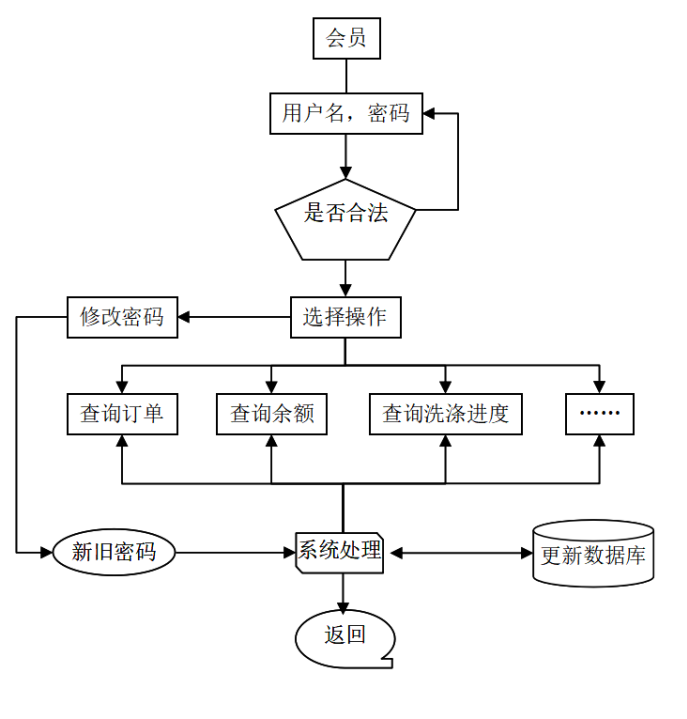 会员
用户名，密码
是否合法
修改密码
选择操作
查询订单
查询余额
查询洗涤进度
……
新旧密码
系统处理
更新数据库
返回